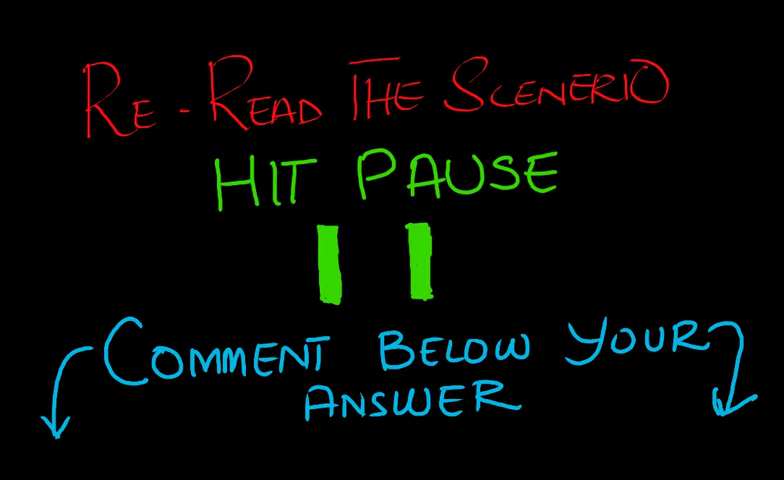 RE-READ THE SCENERIO
HIT PAUSE
COMMENT BELOW YOUR
ANSWER